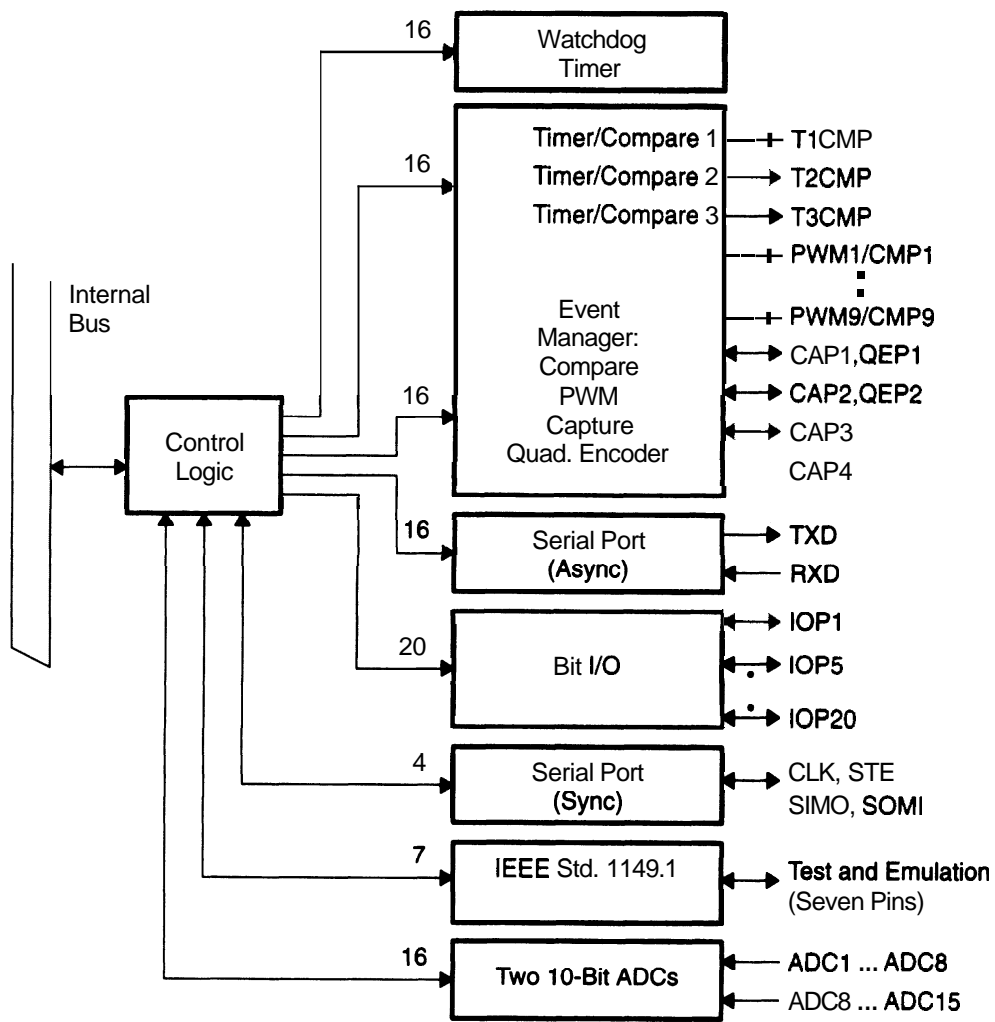 16
Watchdog
Timer
Timer/Compare 1
T1CMP
16
Timer/Compare 2
T2CMP
Timer/Compare 3
T3CMP
PWM1/CMP1
Internal
Bus
PWM9/CMP9
Event
Manager:
Compare
PWM
Capture
Quad. Encoder
CAP1,QEP1
16
CAP2,QEP2
CAP3
CAP4
Control
Logic
16
Serial Port
(Async)
TXD
RXD
20
Bit I/O
IOP1
IOP5
IOP20
4
Serial Port
(Sync)
CLK, STE
SIMO, SOMI
7
IEEE Std. 1149.1
Test and Emulation
(Seven Pins)
16
Two 10-Bit ADCs
ADC1 ... ADC8
ADC8 ... ADC15